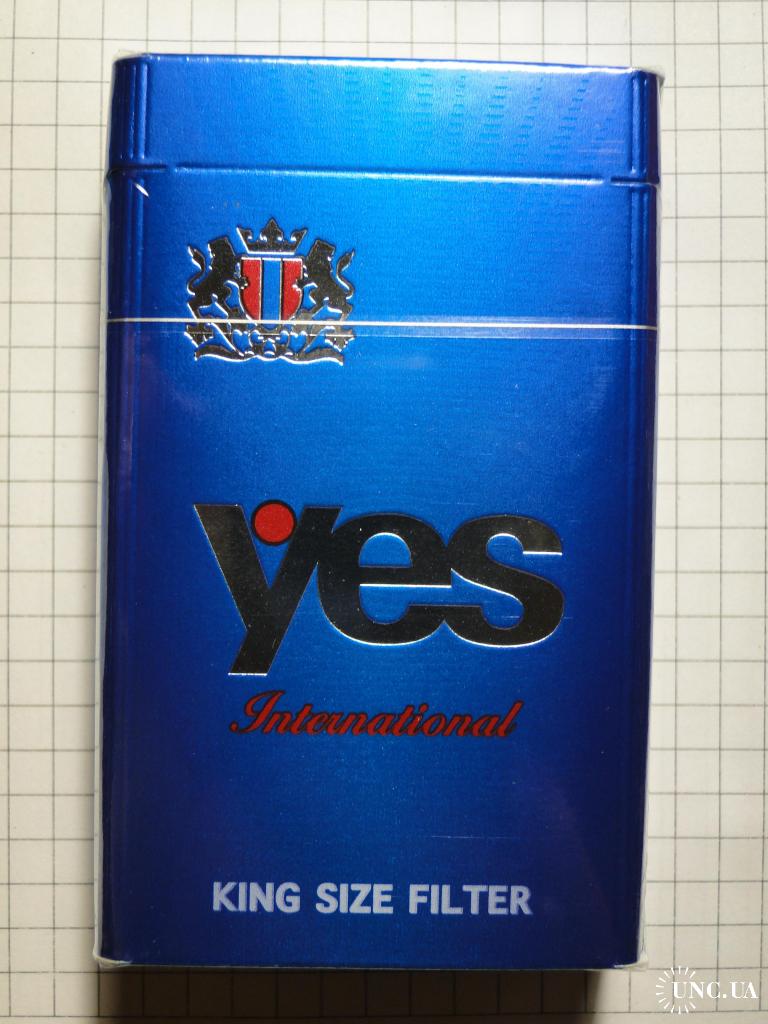 yes
International
KING SIZE FILTER
UNC.UA